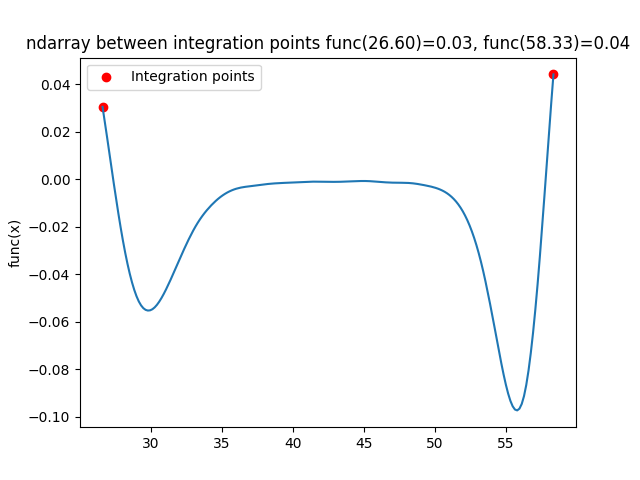 ndarray between integration points func(26.60)=0.03, func(58.33)=0.04
Integration points
0.04
0.02
0.00
−0.02
−0.04
−0.06
−0.08
−0.10
func(x)
30 35 40 45 50 55